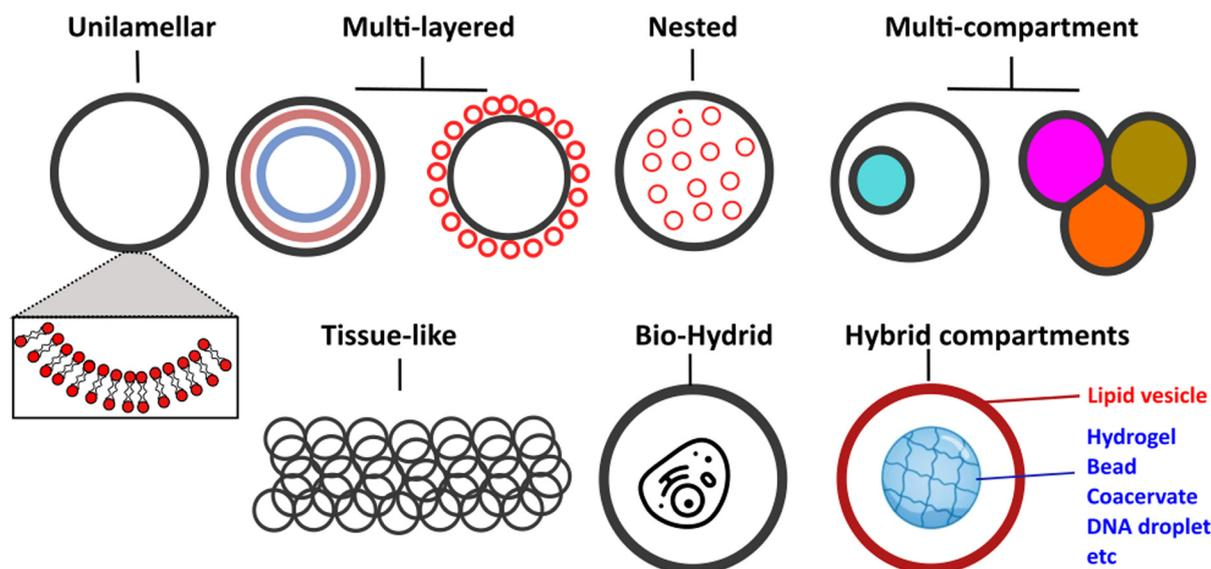 Unilamellar
Multi-layered
Nested
Multi-compartment
Tissue-like
Bio-Hydrid
Hybrid compartments
Lipid vesicle
Hydrogel
Bead
Coacervate
DNA droplet
etc